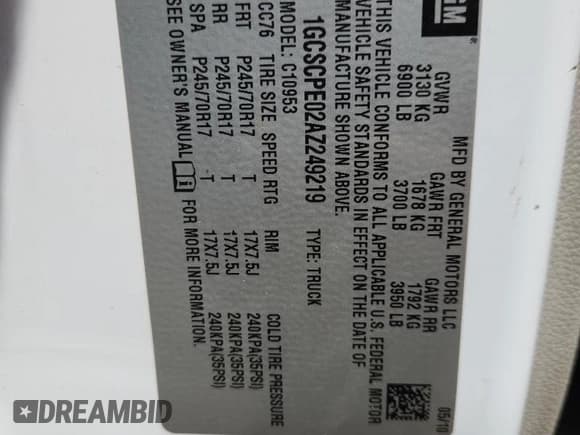 GM
MFD BY GENERAL MOTORS LLC 05/10
GVWR GAWR FRT GAWR RR
3130 KG 1678 KG 1792 KG
6900 LB 3700 LB 3950 LB
THIS VEHICLE CONFORMS TO ALL APPLICABLE U.S. FEDERAL MOTOR
VEHICLE SAFETY STANDARDS IN EFFECT ON THE DATE OF
MANUFACTURE SHOWN ABOVE.
1GCSCPE02AZ249219 TYPE: TRUCK
C10953
CC76 TIRE SIZE SPEED RTG RIM COLD TIRE PRESSURE
FRT P245/70R17 T 17X7.5J 240KPA(35PSI)
RR P245/70R17 T 17X7.5J 240KPA(35PSI)
SPA P245/70R17 -T 17X7.5J 240KPA(35PSI)
SEE OWNER'S MANUAL FOR MORE INFORMATION.
DREAMBID